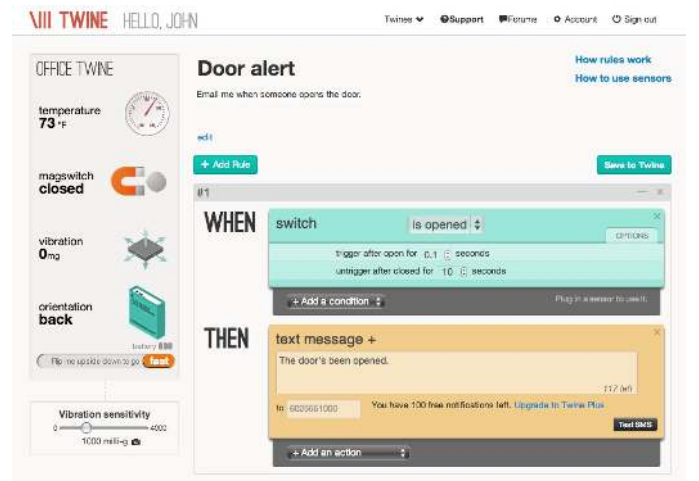 TWINE HELLO, JOHN
Twines Support Forums Account Sign out
OFFICE TWINE
temperature
73 °F
magswitch
closed
vibration
0mg
orientation
back
battery
Flip me upside down to go fast
Vibration sensitivity
0 4000
1000 milli-g
Door alert
Email me when someone opens the door.
edit
How rules work
How to use sensors
+ Add Rule
Save to Twine
#1
WHEN
switch is opened
OPTIONS
trigger after open for 0.1 seconds
untrigger after closed for 10 seconds
+ Add a condition
Plug in a sensor to use it.
THEN
text message +
The door's been opened.
117 left
to
You have 100 free notifications left. Upgrade to Twine Plus
Test SMS
+ Add an action